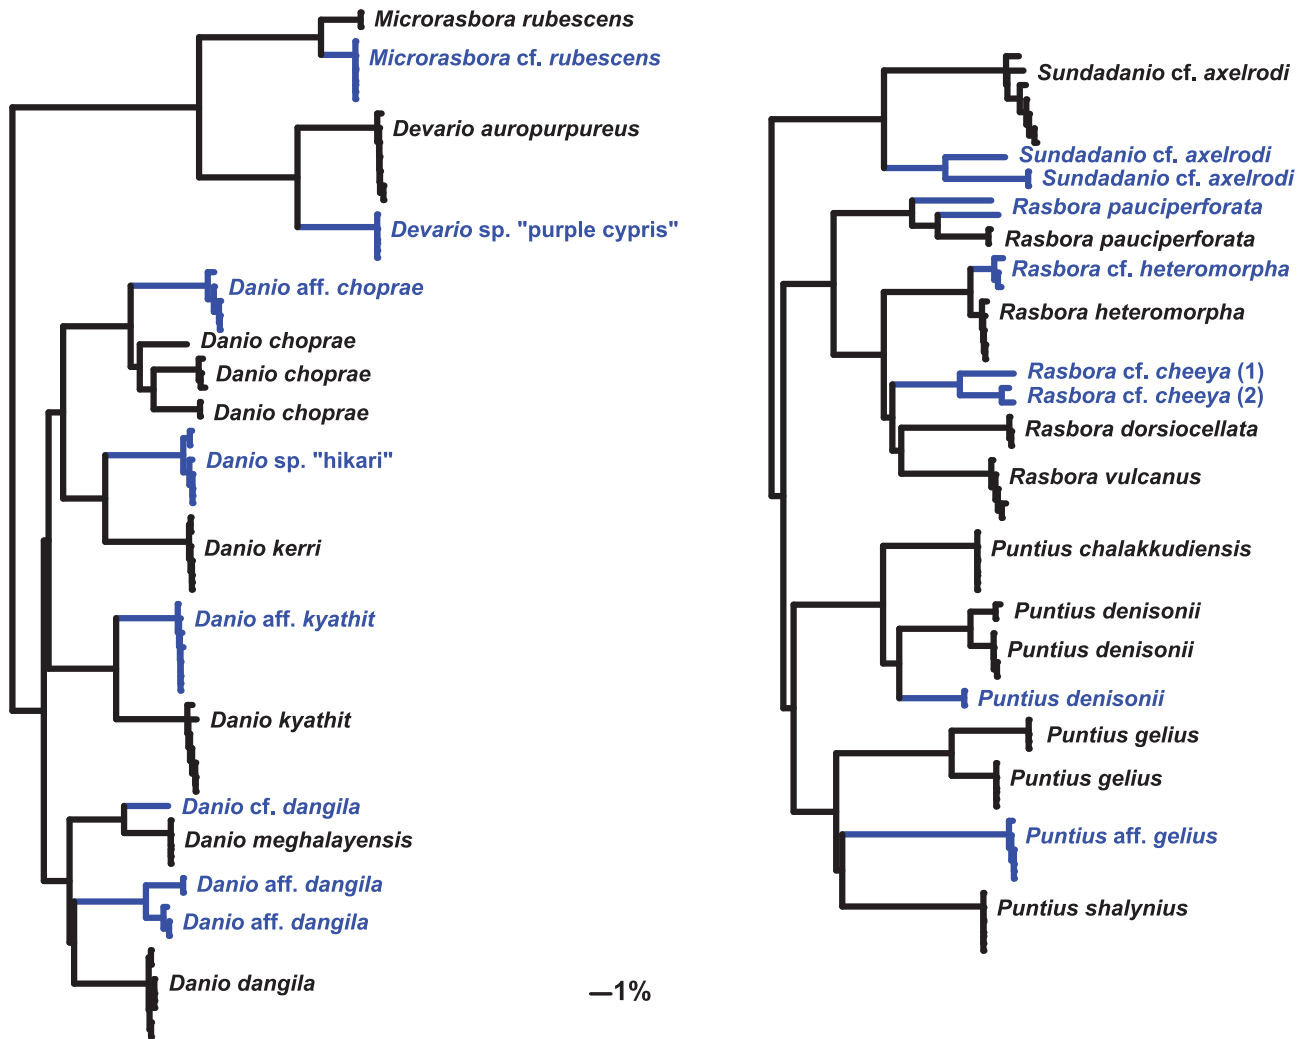 Microrasbora rubescens
Microrasbora cf. rubescens
Devario auropurpureus
Devario sp. "purple cypris"
Danio aff. choprae
Danio choprae
Danio choprae
Danio choprae
Danio sp. "hikari"
Danio kerri
Danio aff. kyathit
Danio kyathit
Danio cf. dangila
Danio meghalayensis
Danio aff. dangila
Danio aff. dangila
Danio dangila
1%
Sundadanio cf. axelrodi
Sundadanio cf. axelrodi
Sundadanio cf. axelrodi
Rasbora pauciperforata
Rasbora pauciperforata
Rasbora cf. heteromorpha
Rasbora heteromorpha
Rasbora cf. cheeya (1)
Rasbora cf. cheeya (2)
Rasbora dorsiocellata
Rasbora vulcanus
Puntius chalakkudiensis
Puntius denisonii
Puntius denisonii
Puntius denisonii
Puntius gelius
Puntius gelius
Puntius aff. gelius
Puntius shalynius